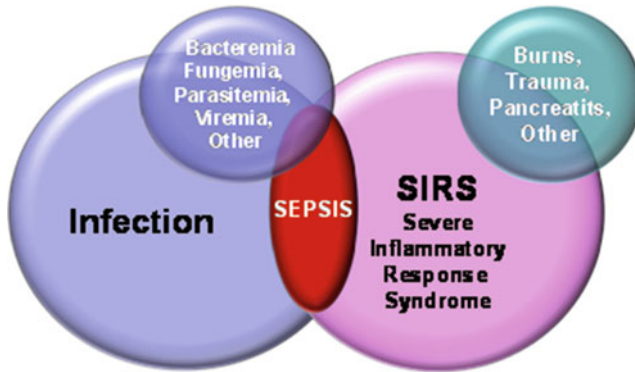 Bacteremia
Fungemia,
Parasitemia,
Viremia,
Other
Burns,
Trauma,
Pancreatits,
Other
Infection
SEPSIS
SIRS
Severe
Inflammatory
Response
Syndrome